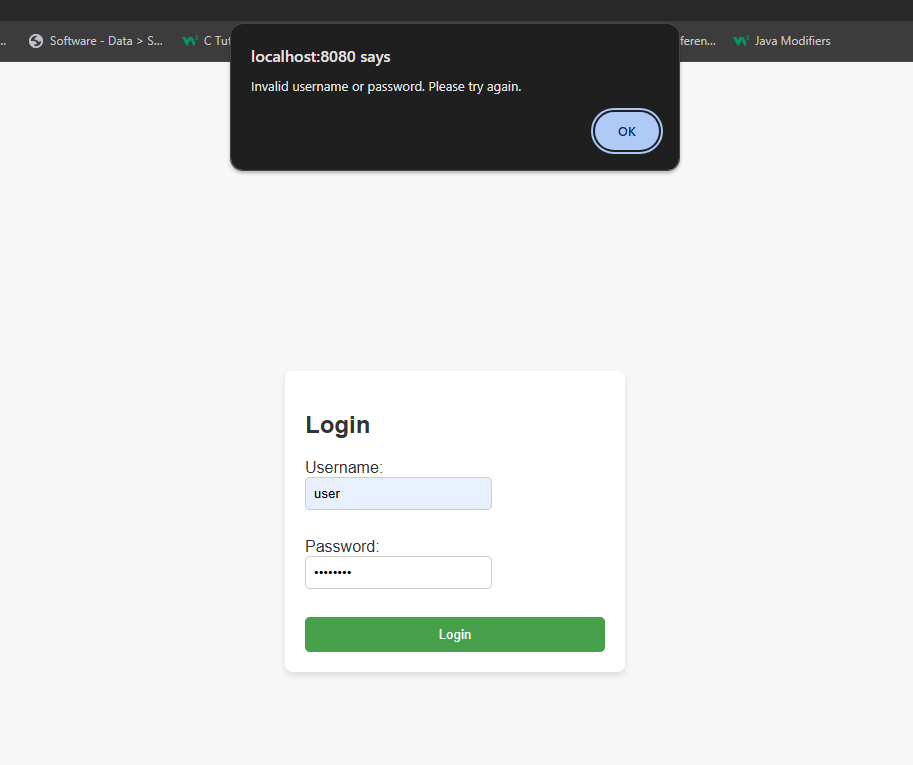 Software - Data > S... C Tut feren... Java Modifiers
localhost:8080 says
Invalid username or password. Please try again.
OK
Login
Username:
user
Password:
••••••••
Login